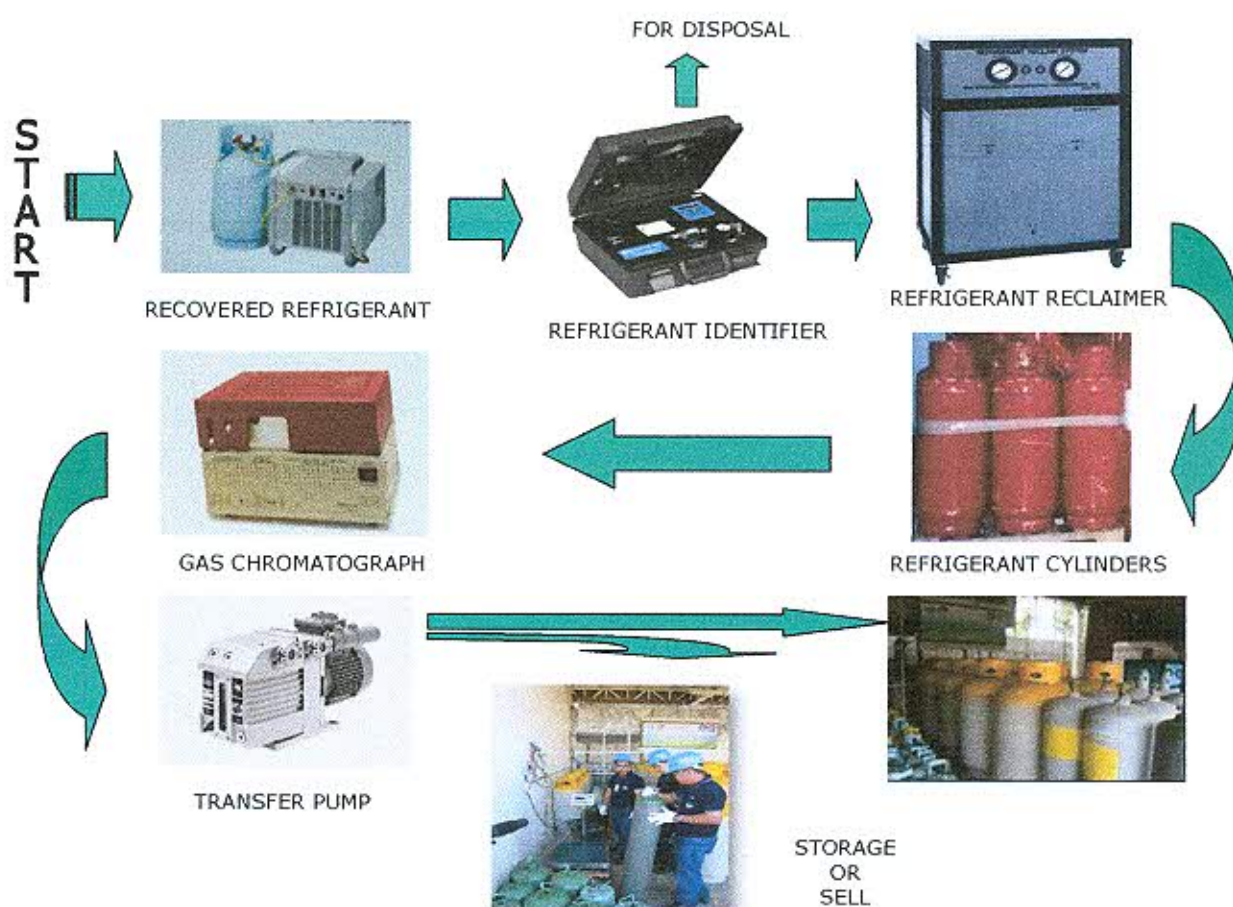 START
FOR DISPOSAL
RECOVERED REFRIGERANT
REFRIGERANT IDENTIFIER
REFRIGERANT RECLAIMER
GAS CHROMATOGRAPH
REFRIGERANT CYLINDERS
TRANSFER PUMP
STORAGE
OR
SELL